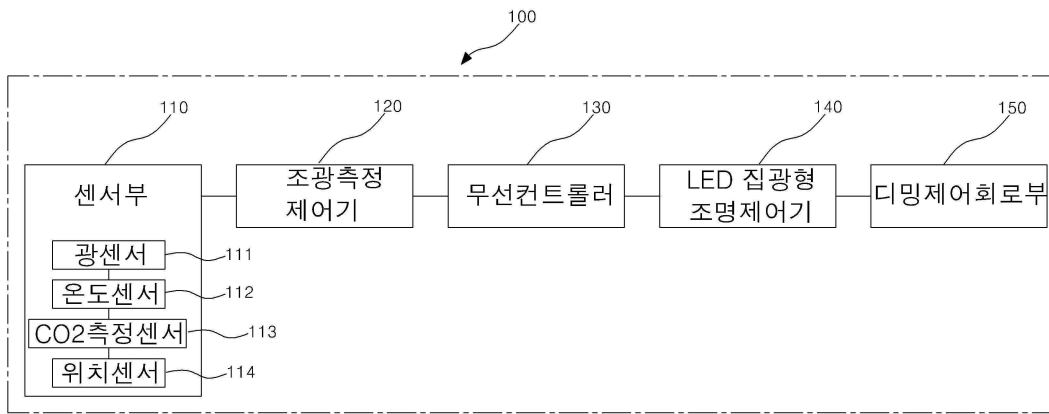 100
110
120
130
140
150
센서부
조광측정
제어기
무선컨트롤러
LED 집광형
조명제어기
디밍제어회로부
광센서
111
온도센서
112
CO2측정센서
113
위치센서
114